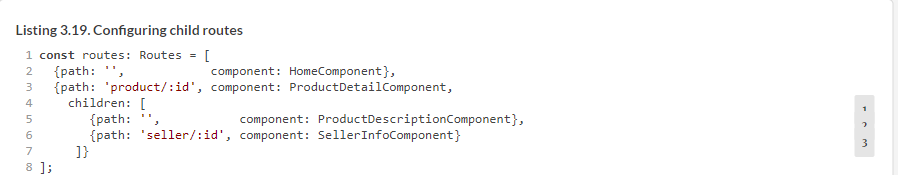 Listing 3.19. Configuring child routes
1 const routes: Routes = [
2   {path: '',            component: HomeComponent},
3   {path: 'product/:id', component: ProductDetailComponent,
4     children: [
5        {path: '',           component: ProductDescriptionComponent},
6        {path: 'seller/:id', component: SellerInfoComponent}
7      ]}
8 ];
1
2
3